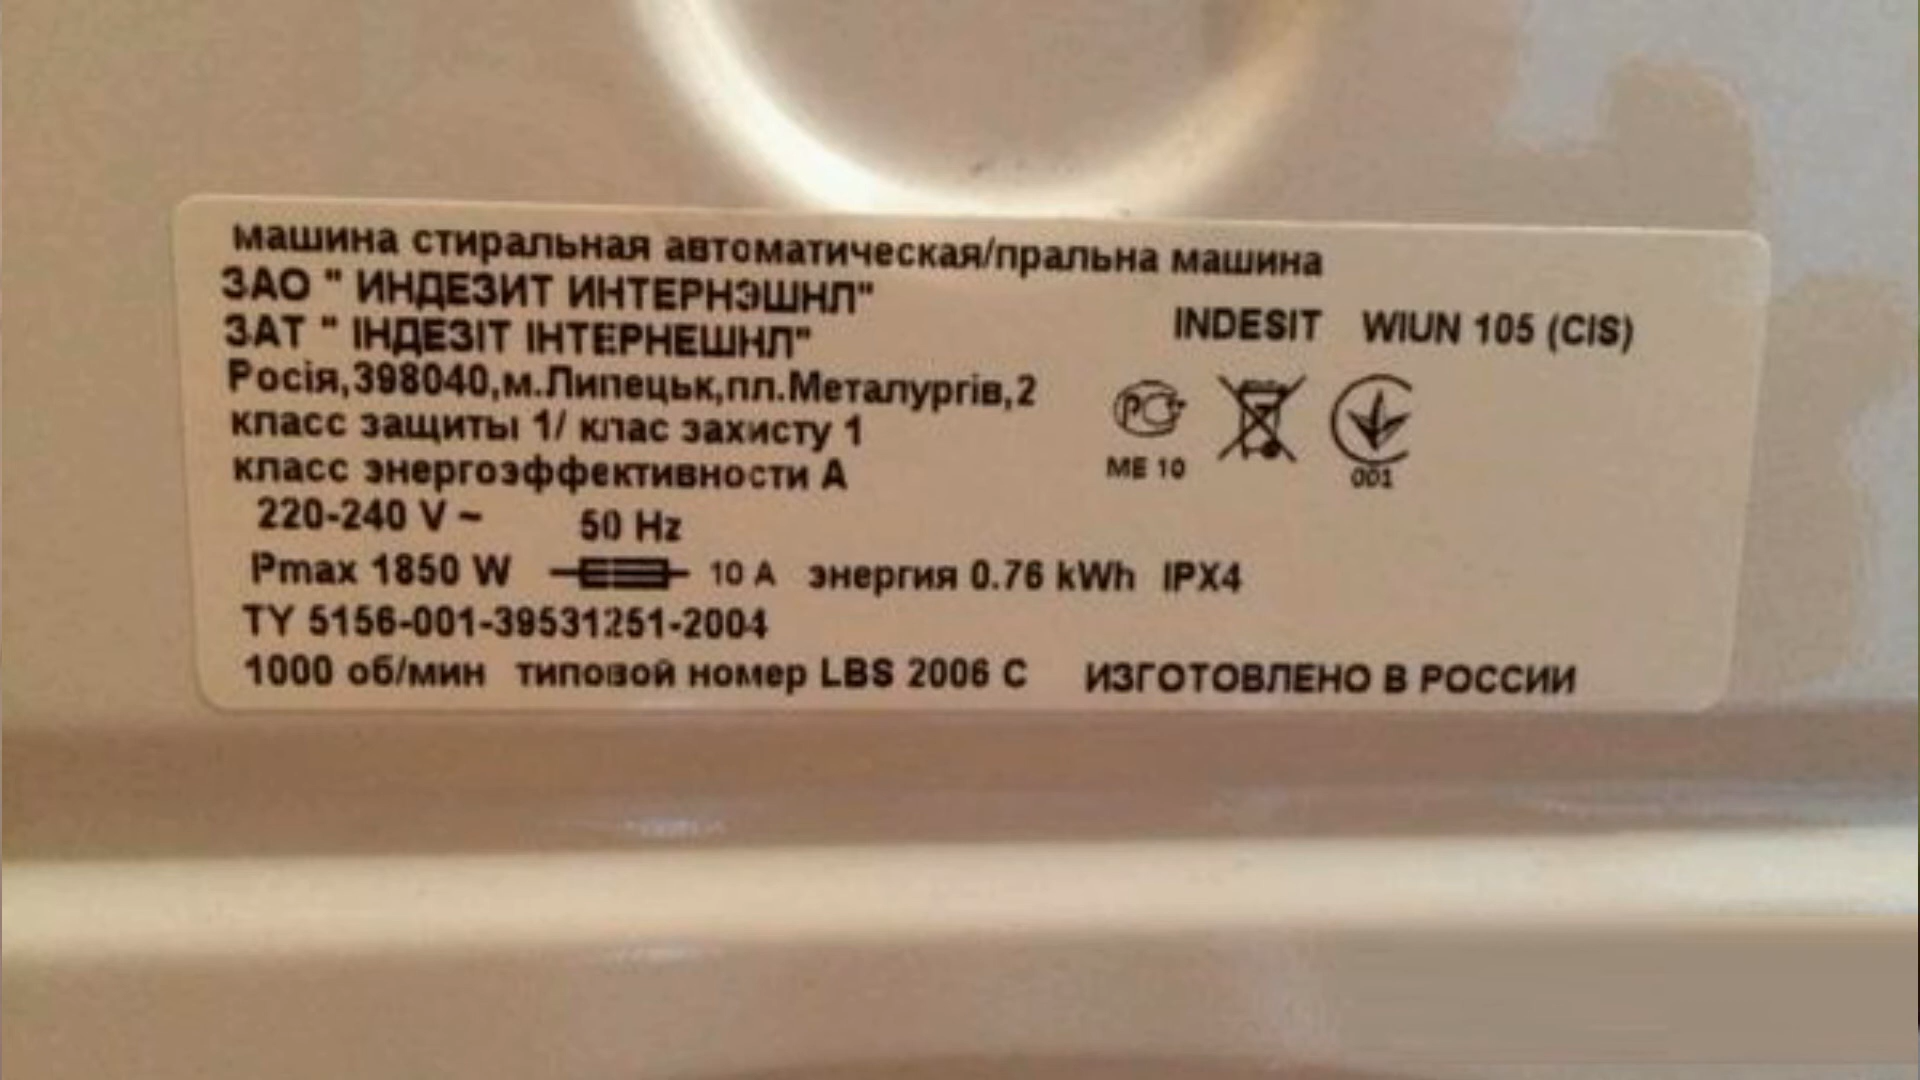 машина стиральная автоматическая/пральна машина
ЗАО " ИНДЕЗИТ ИНТЕРНЭШНЛ"
ЗАТ " ІНДЕЗІТ ІНТЕРНЕШНЛ"
INDESIT WIUN 105 (CIS)
Росія,398040,м.Липецьк,пл.Металургів,2
класс защиты 1/ клас захисту 1
РСТ
класс энергоэффективности А
ME 10
001
220-240 V ~ 50 Hz
Pmax 1850 W 10 A энергия 0.76 kWh IPX4
ТУ 5156-001-39531251-2004
1000 об/мин типовой номер LBS 2006 C ИЗГОТОВЛЕНО В РОССИИ